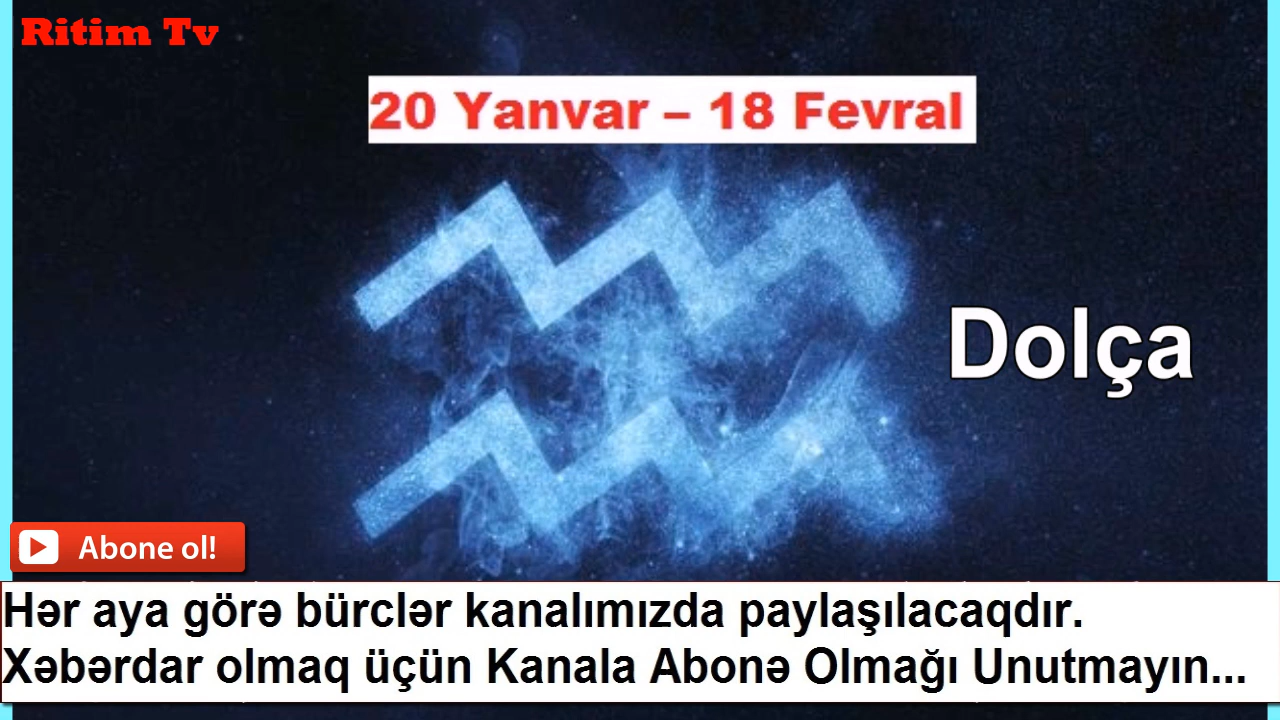 Ritim Tv
20 Yanvar – 18 Fevral
Dolça
Abone ol!
Hər aya görə bürclər kanalımızda paylaşılacaqdır.
Xəbərdar olmaq üçün Kanala Abonə Olmağı Unutmayın...